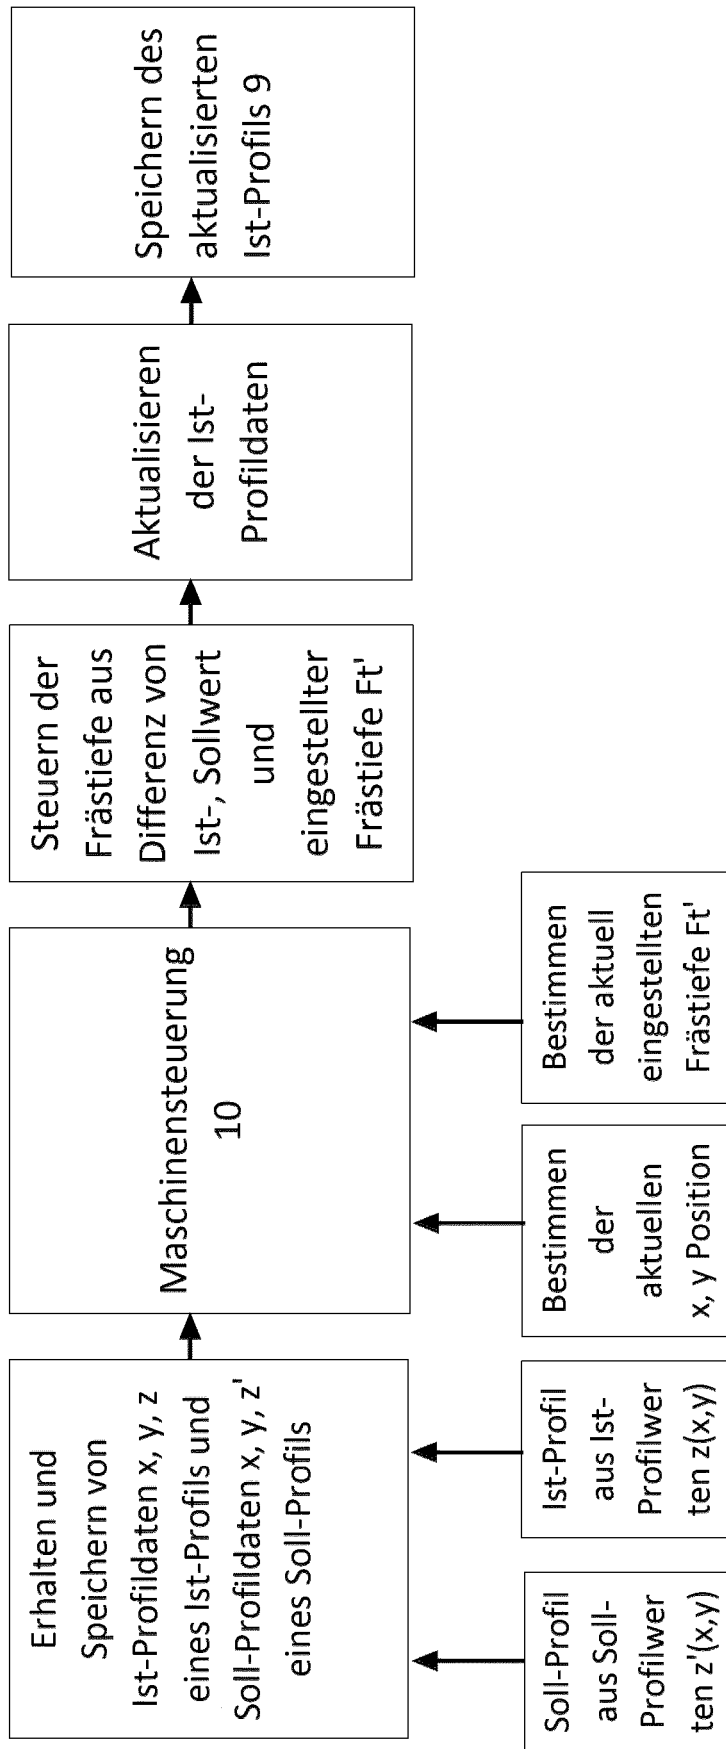 Erhalten und
Speichern von
Ist-Profildaten x, y, z
eines Ist-Profils und
Soll-Profildaten x, y, z'
eines Soll-Profils
Maschinensteuerung
10
Steuern der
Frästiefe aus
Differenz von
Ist-, Sollwert
und
eingestellter
Frästiefe Ft'
Aktualisieren
der Ist-
Profildaten
Speichern des
aktualisierten
Ist-Profils 9
Soll-Profil
aus Soll-
Profilwer
ten z'(x,y)
Ist-Profil
aus Ist-
Profilwer
ten z(x,y)
Bestimmen
der
aktuellen
x, y Position
Bestimmen
der aktuell
eingestellten
Frästiefe Ft'